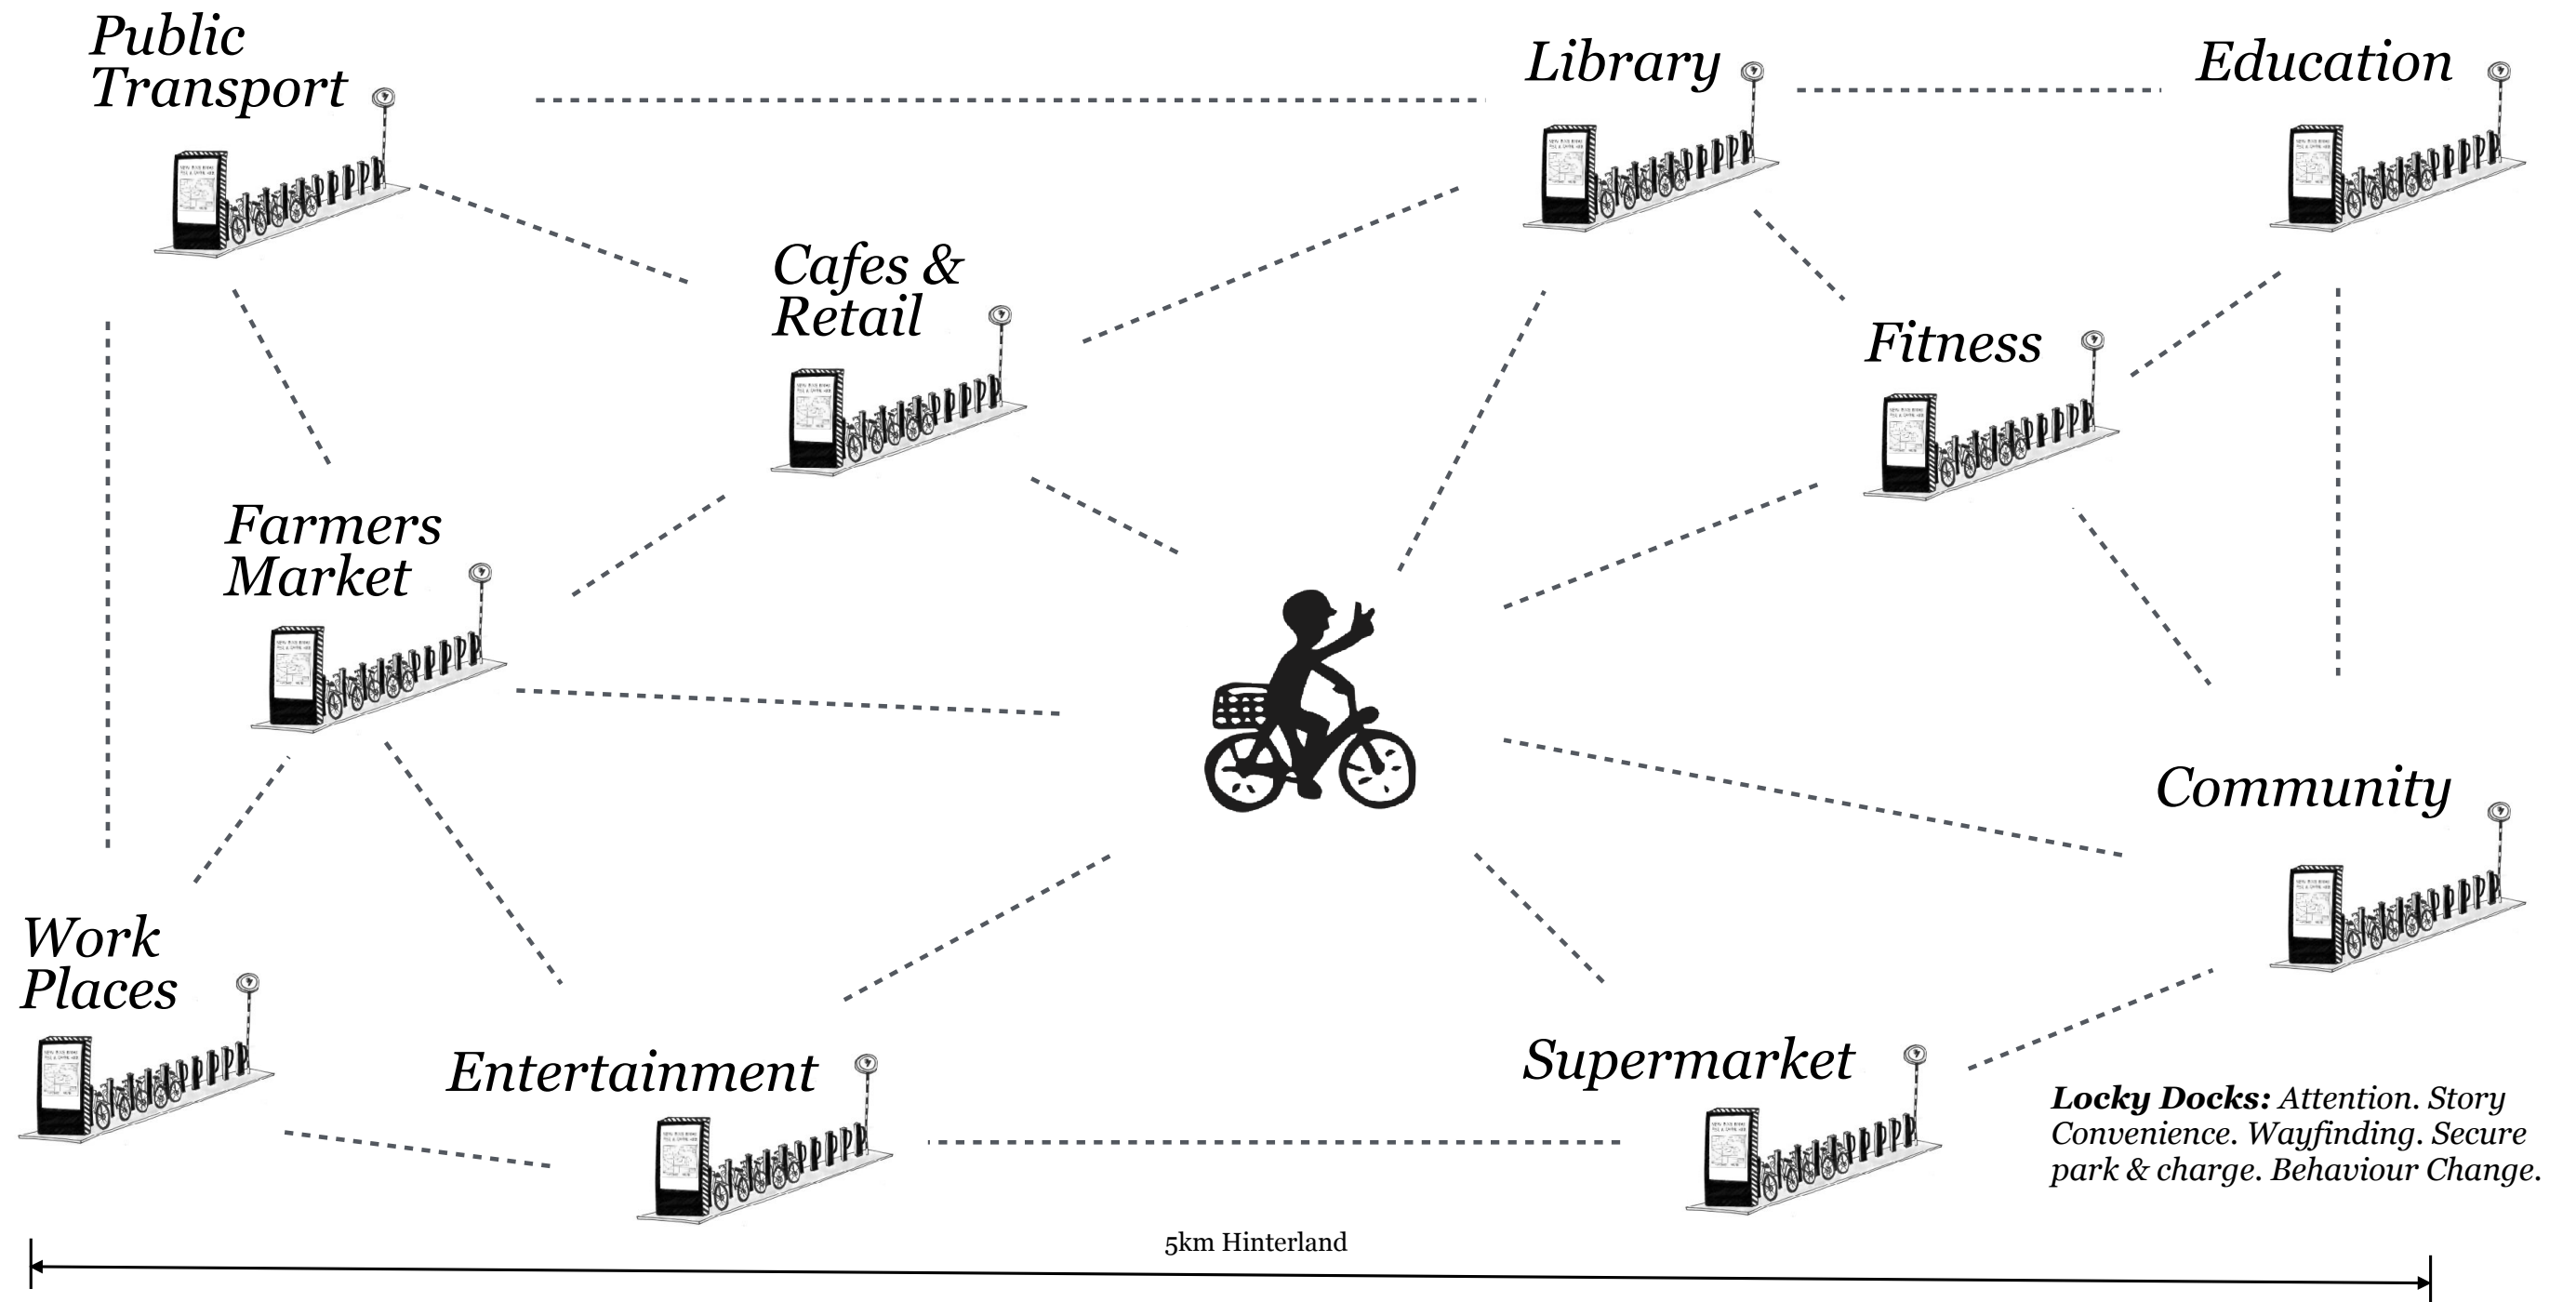 Public
Transport
Library
Education
Cafes &
Retail
Fitness
Farmers
Market
Community
Work
Places
Entertainment
Supermarket
Locky Docks: Attention. Story
Convenience. Wayfinding. Secure
park & charge. Behaviour Change.
5km Hinterland